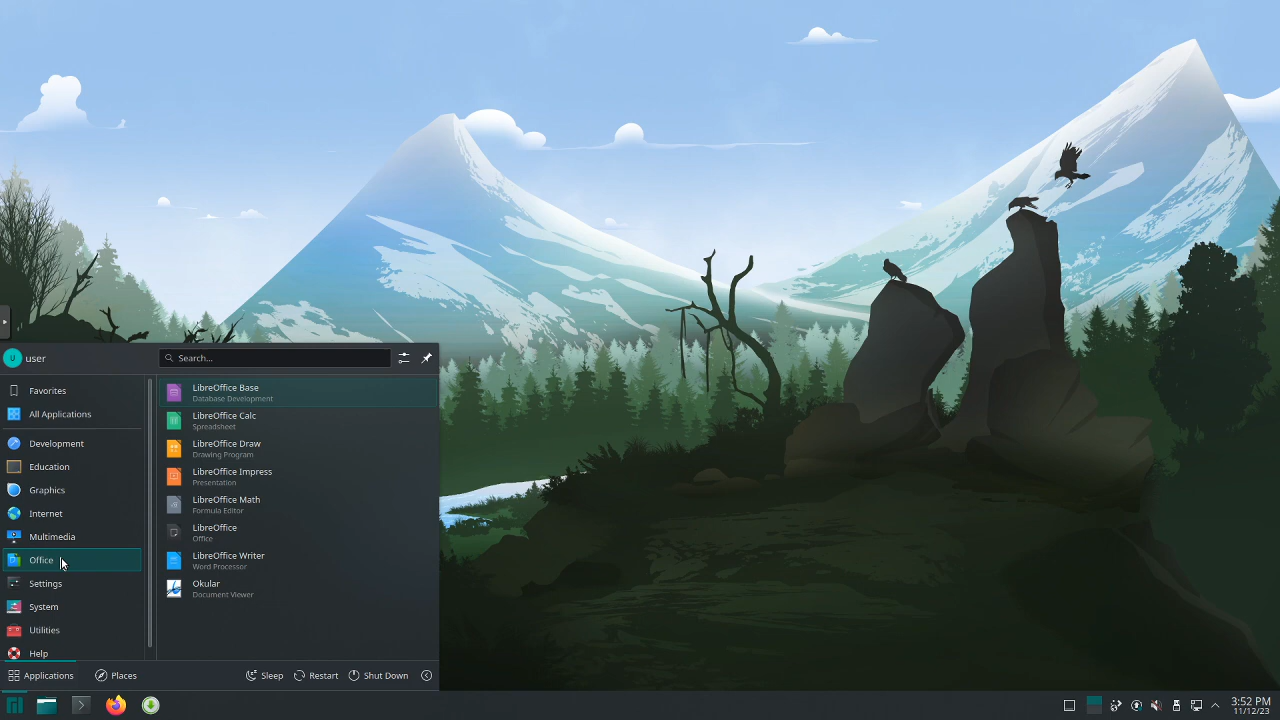 U user
Search...
Favorites
All Applications
Development
Education
Graphics
Internet
Multimedia
Office
Settings
System
Utilities
Help
LibreOffice Base
Database Development
LibreOffice Calc
Spreadsheet
LibreOffice Draw
Drawing Program
LibreOffice Impress
Presentation
LibreOffice Math
Formula Editor
LibreOffice
Office
LibreOffice Writer
Word Processor
Okular
Document Viewer
Applications Places Sleep Restart Shut Down
3:52 PM
11/12/23